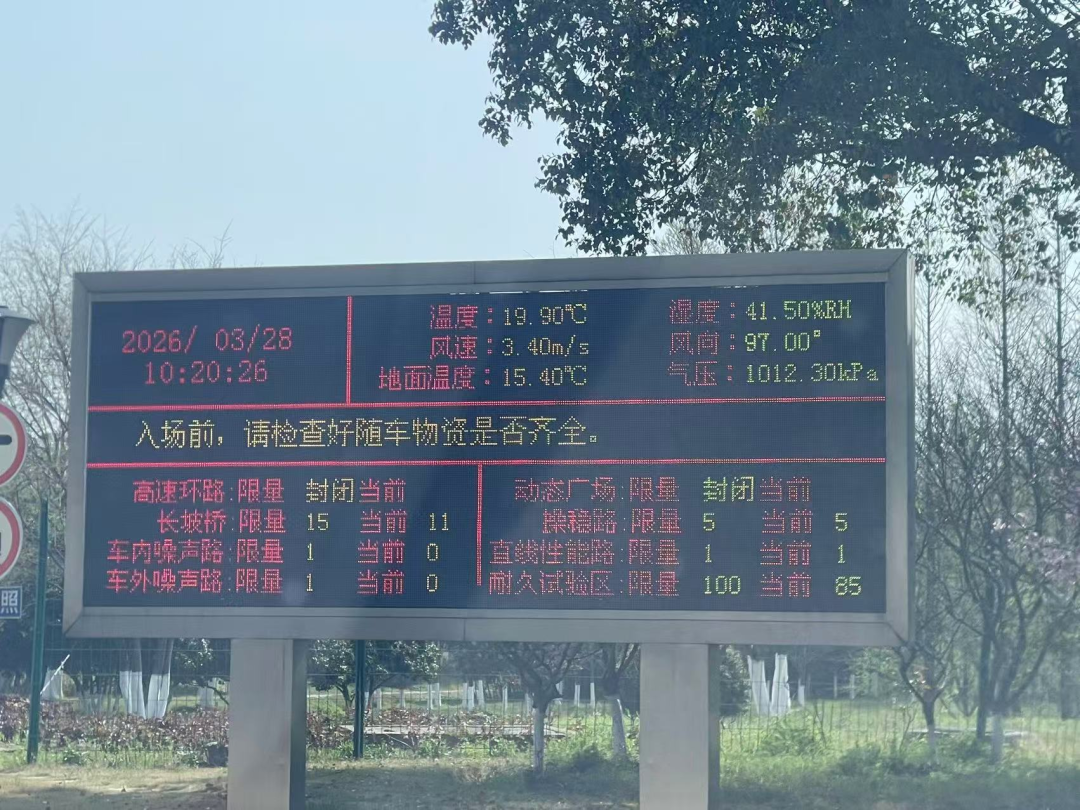 2026/ 03/28
10:20:26
温度：19.90℃ 湿度：41.50%RH
风速：3.40m/s 风向：97.00°
地面温度：15.40℃ 气压：1012.30kPa
入场前，请检查好随车物资是否齐全。
高速环路:限量 封闭当前
长坡桥:限量 15 当前 11
车内噪声路:限量 1 当前 0
车外噪声路:限量 1 当前 0
动态广场:限量 封闭当前
操稳路:限量 5 当前 5
直线性能路:限量 1 当前 1
耐久试验区:限量 100 当前 85
照